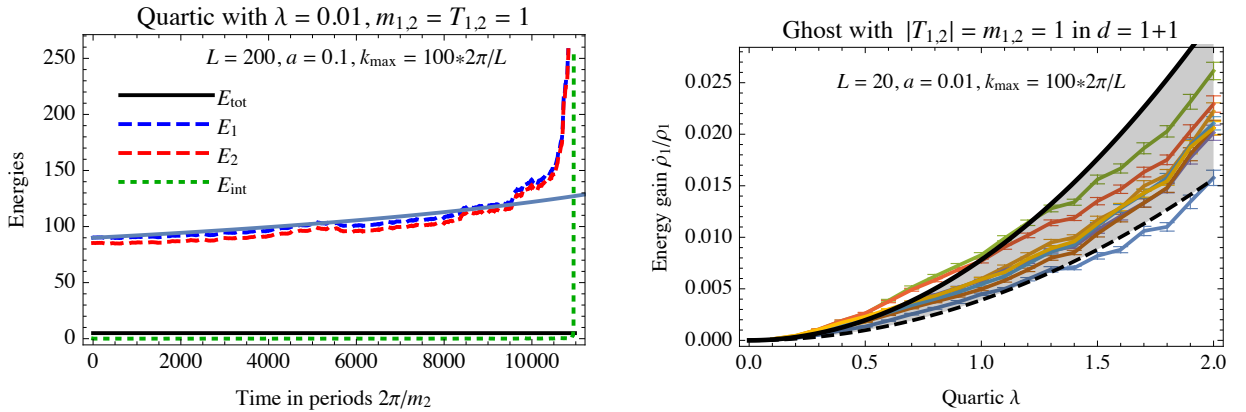 Quartic with λ = 0.01, m₁,₂ = T₁,₂ = 1
L = 200, a = 0.1, kmax = 100*2π/L
Etot
E₁
E₂
Eint
Energies
250
200
150
100
50
0
0 2000 4000 6000 8000 10000
Time in periods 2π/m₂
Ghost with |T₁,₂| = m₁,₂ = 1 in d = 1+1
L = 20, a = 0.01, kmax = 100*2π/L
Energy gain ρ̇₁/ρ₁
0.025
0.020
0.015
0.010
0.005
0.000
0.0 0.5 1.0 1.5 2.0
Quartic λ